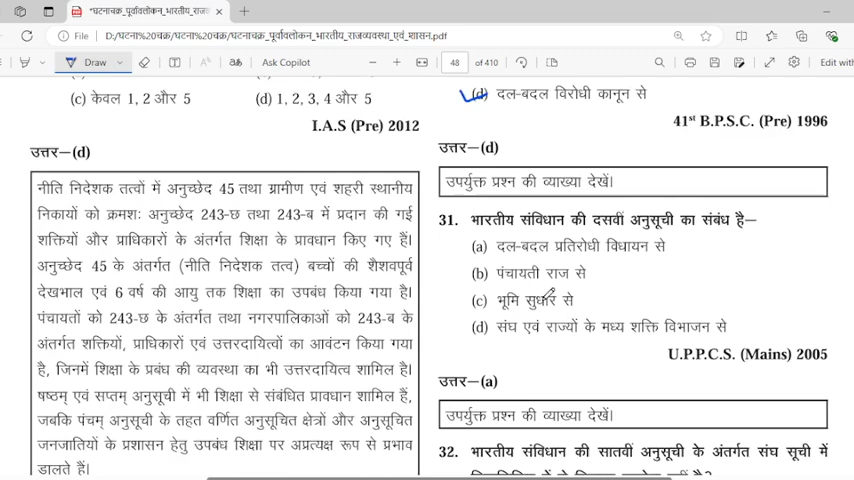 *घटनाचक्र_पूर्वावलोकन_भारतीय_राजव
File D:/घटना%20चक्र/घटना%20चक्र/घटनाचक्र_पूर्वावलोकन_भारतीय_राजव्यवस्था_एवं_शासन.pdf
Draw Ask Copilot 48 of 410 Edit with
(c) केवल 1, 2 और 5 (d) 1, 2, 3, 4 और 5
I.A.S (Pre) 2012
उत्तर–(d)
नीति निदेशक तत्वों में अनुच्छेद 45 तथा ग्रामीण एवं शहरी स्थानीय
निकायों को क्रमशः अनुच्छेद 243-छ तथा 243-ब में प्रदान की गई
शक्तियों और प्राधिकारों के अंतर्गत शिक्षा के प्रावधान किए गए हैं।
अनुच्छेद 45 के अंतर्गत (नीति निदेशक तत्व) बच्चों की शैशवपूर्व
देखभाल एवं 6 वर्ष की आयु तक शिक्षा का उपबंध किया गया है।
पंचायतों को 243-छ के अंतर्गत तथा नगरपालिकाओं को 243-ब के
अंतर्गत शक्तियों, प्राधिकारों एवं उत्तरदायित्वों का आवंटन किया गया
है, जिनमें शिक्षा के प्रबंध की व्यवस्था का भी उत्तरदायित्व शामिल है।
षष्ठम् एवं सप्तम् अनुसूची में भी शिक्षा से संबंधित प्रावधान शामिल हैं,
जबकि पंचम् अनुसूची के तहत वर्णित अनुसूचित क्षेत्रों और अनुसूचित
जनजातियों के प्रशासन हेतु उपबंध शिक्षा पर अप्रत्यक्ष रूप से प्रभाव
डालते हैं।
(d) दल-बदल विरोधी कानून से
41st B.P.S.C. (Pre) 1996
उत्तर–(d)
उपर्युक्त प्रश्न की व्याख्या देखें।
31. भारतीय संविधान की दसवीं अनुसूची का संबंध है–
(a) दल-बदल प्रतिरोधी विधायन से
(b) पंचायती राज से
(c) भूमि सुधार से
(d) संघ एवं राज्यों के मध्य शक्ति विभाजन से
U.P.P.C.S. (Mains) 2005
उत्तर–(a)
उपर्युक्त प्रश्न की व्याख्या देखें।
32. भारतीय संविधान की सातवीं अनुसूची के अंतर्गत संघ सूची में